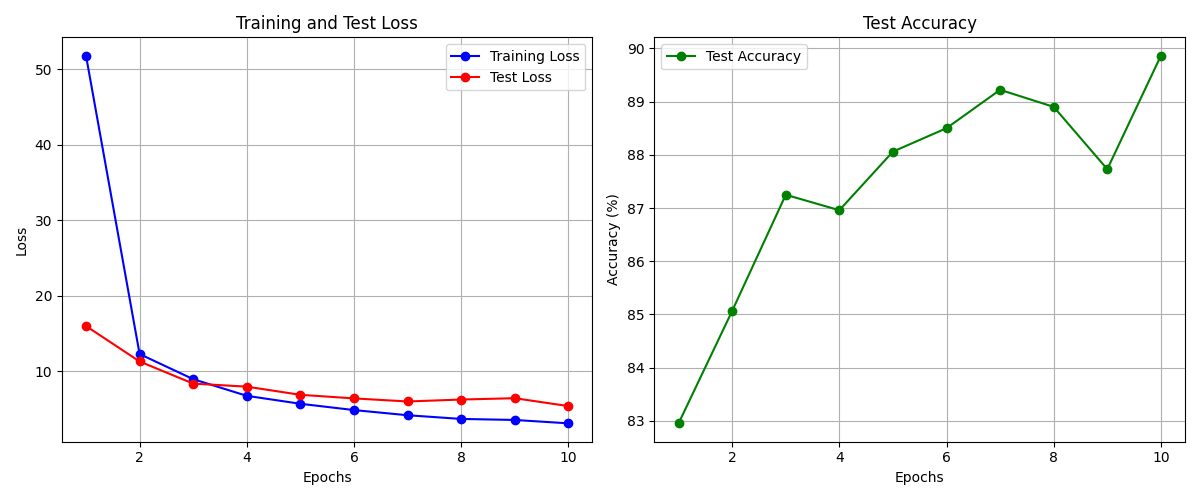 Training and Test Loss
Training Loss
Test Loss
50
40
30
20
10
Loss
2 4 6 8 10
Epochs
Test Accuracy
Test Accuracy
90
89
88
87
86
85
84
83
Accuracy (%)
2 4 6 8 10
Epochs